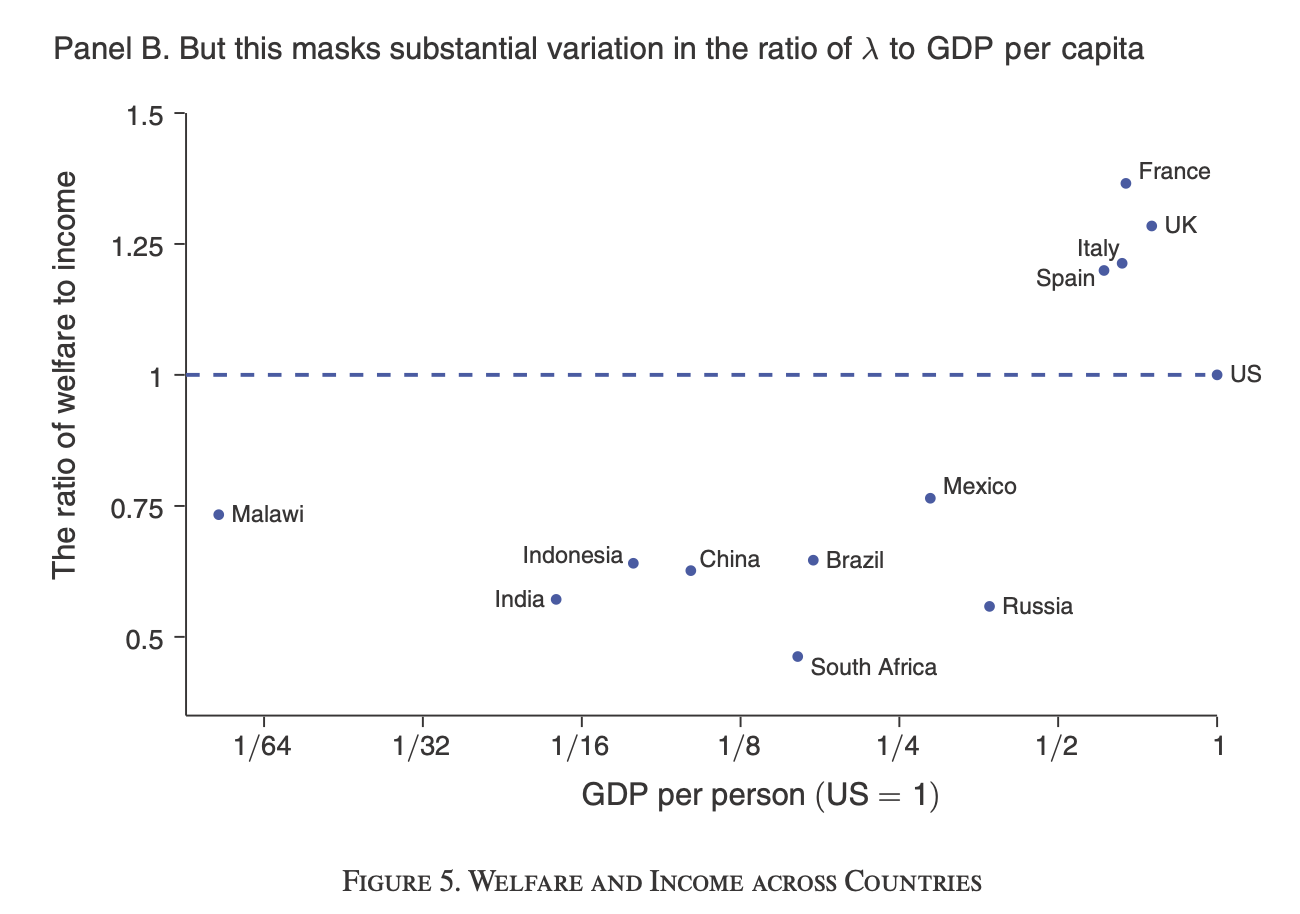 Panel B. But this masks substantial variation in the ratio of λ to GDP per capita
The ratio of welfare to income
1.5
1.25
1
0.75
0.5
France
UK
Italy
Spain
US
Mexico
Malawi
Indonesia
China
Brazil
India
Russia
South Africa
1/64
1/32
1/16
1/8
1/4
1/2
1
GDP per person (US = 1)
FIGURE 5. WELFARE AND INCOME ACROSS COUNTRIES